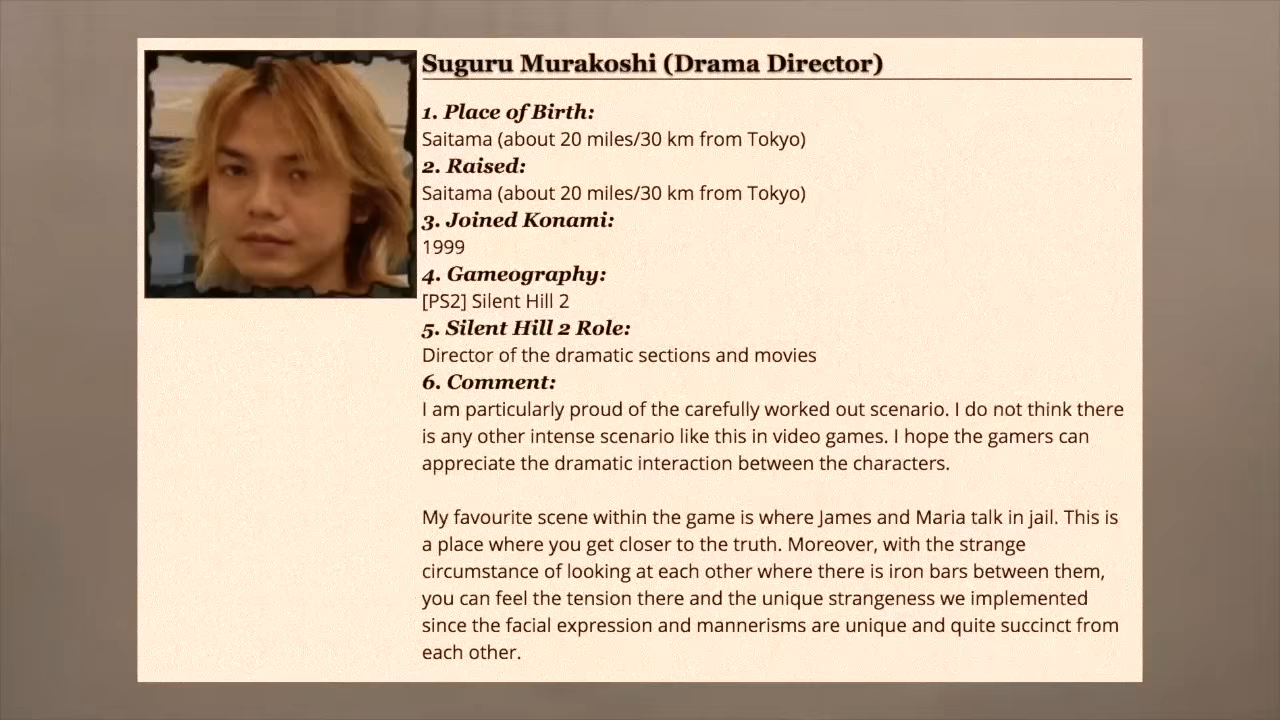 Suguru Murakoshi (Drama Director)
1. Place of Birth:
Saitama (about 20 miles/30 km from Tokyo)
2. Raised:
Saitama (about 20 miles/30 km from Tokyo)
3. Joined Konami:
1999
4. Gameography:
[PS2] Silent Hill 2
5. Silent Hill 2 Role:
Director of the dramatic sections and movies
6. Comment:
I am particularly proud of the carefully worked out scenario. I do not think there
is any other intense scenario like this in video games. I hope the gamers can
appreciate the dramatic interaction between the characters.
My favourite scene within the game is where James and Maria talk in jail. This is
a place where you get closer to the truth. Moreover, with the strange
circumstance of looking at each other where there is iron bars between them,
you can feel the tension there and the unique strangeness we implemented
since the facial expression and mannerisms are unique and quite succinct from
each other.